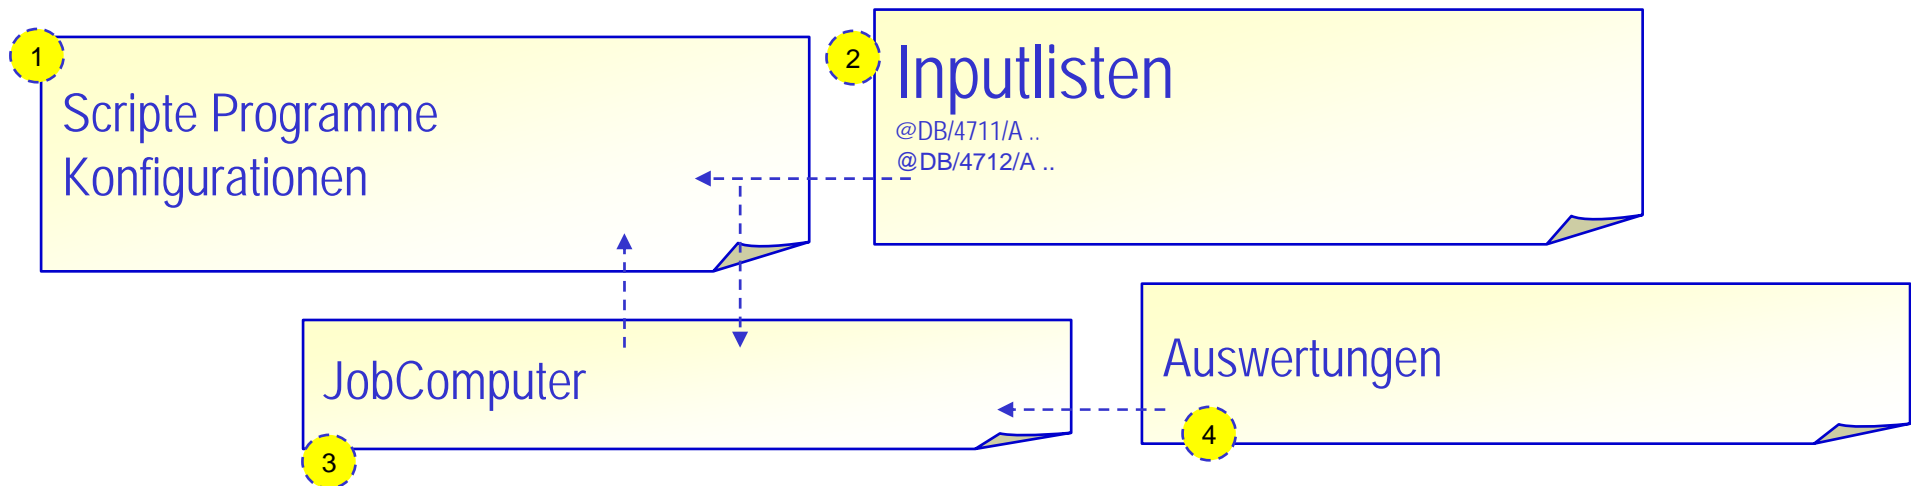 1
Scripte Programme
Konfigurationen
2
Inputlisten
@DB/4711/A ..
@DB/4712/A ..
JobComputer
3
Auswertungen
4